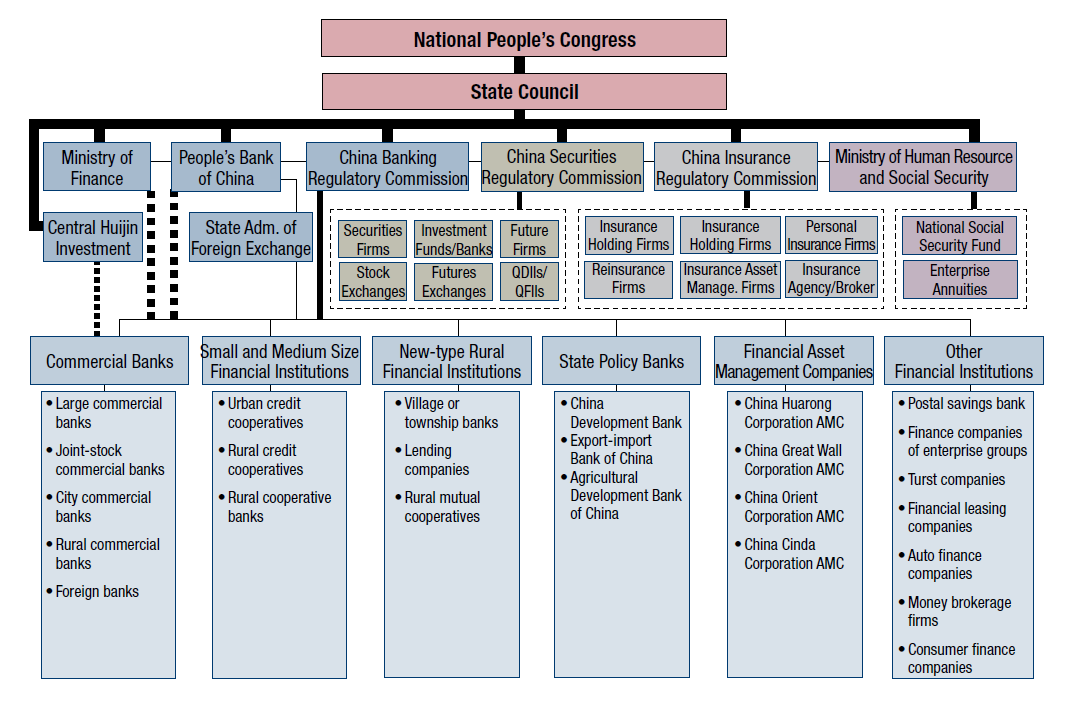 National People's Congress
State Council
Ministry of
Finance
People's Bank
of China
China Banking
Regulatory Commission
China Securities
Regulatory Commission
China Insurance
Regulatory Commission
Ministry of Human Resource
and Social Security
Central Huijin
Investment
State Adm. of
Foreign Exchange
Securities
Firms
Investment
Funds/Banks
Future
Firms
Stock
Exchanges
Futures
Exchanges
QDIIs/
QFIIs
Insurance
Holding Firms
Insurance
Holding Firms
Personal
Insurance Firms
Reinsurance
Firms
Insurance Asset
Manage. Firms
Insurance
Agency/Broker
National Social
Security Fund
Enterprise
Annuities
Commercial Banks
Small and Medium Size
Financial Institutions
New-type Rural
Financial Institutions
State Policy Banks
Financial Asset
Management Companies
Other
Financial Institutions
• Large commercial
banks
• Joint-stock
commercial banks
• City commercial
banks
• Rural commercial
banks
• Foreign banks
• Urban credit
cooperatives
• Rural credit
cooperatives
• Rural cooperative
banks
• Village or
township banks
• Lending
companies
• Rural mutual
cooperatives
• China
Development Bank
• Export-import
Bank of China
• Agricultural
Development Bank
of China
• China Huarong
Corporation AMC
• China Great Wall
Corporation AMC
• China Orient
Corporation AMC
• China Cinda
Corporation AMC
• Postal savings bank
• Finance companies
of enterprise groups
• Turst companies
• Financial leasing
companies
• Auto finance
companies
• Money brokerage
firms
• Consumer finance
companies